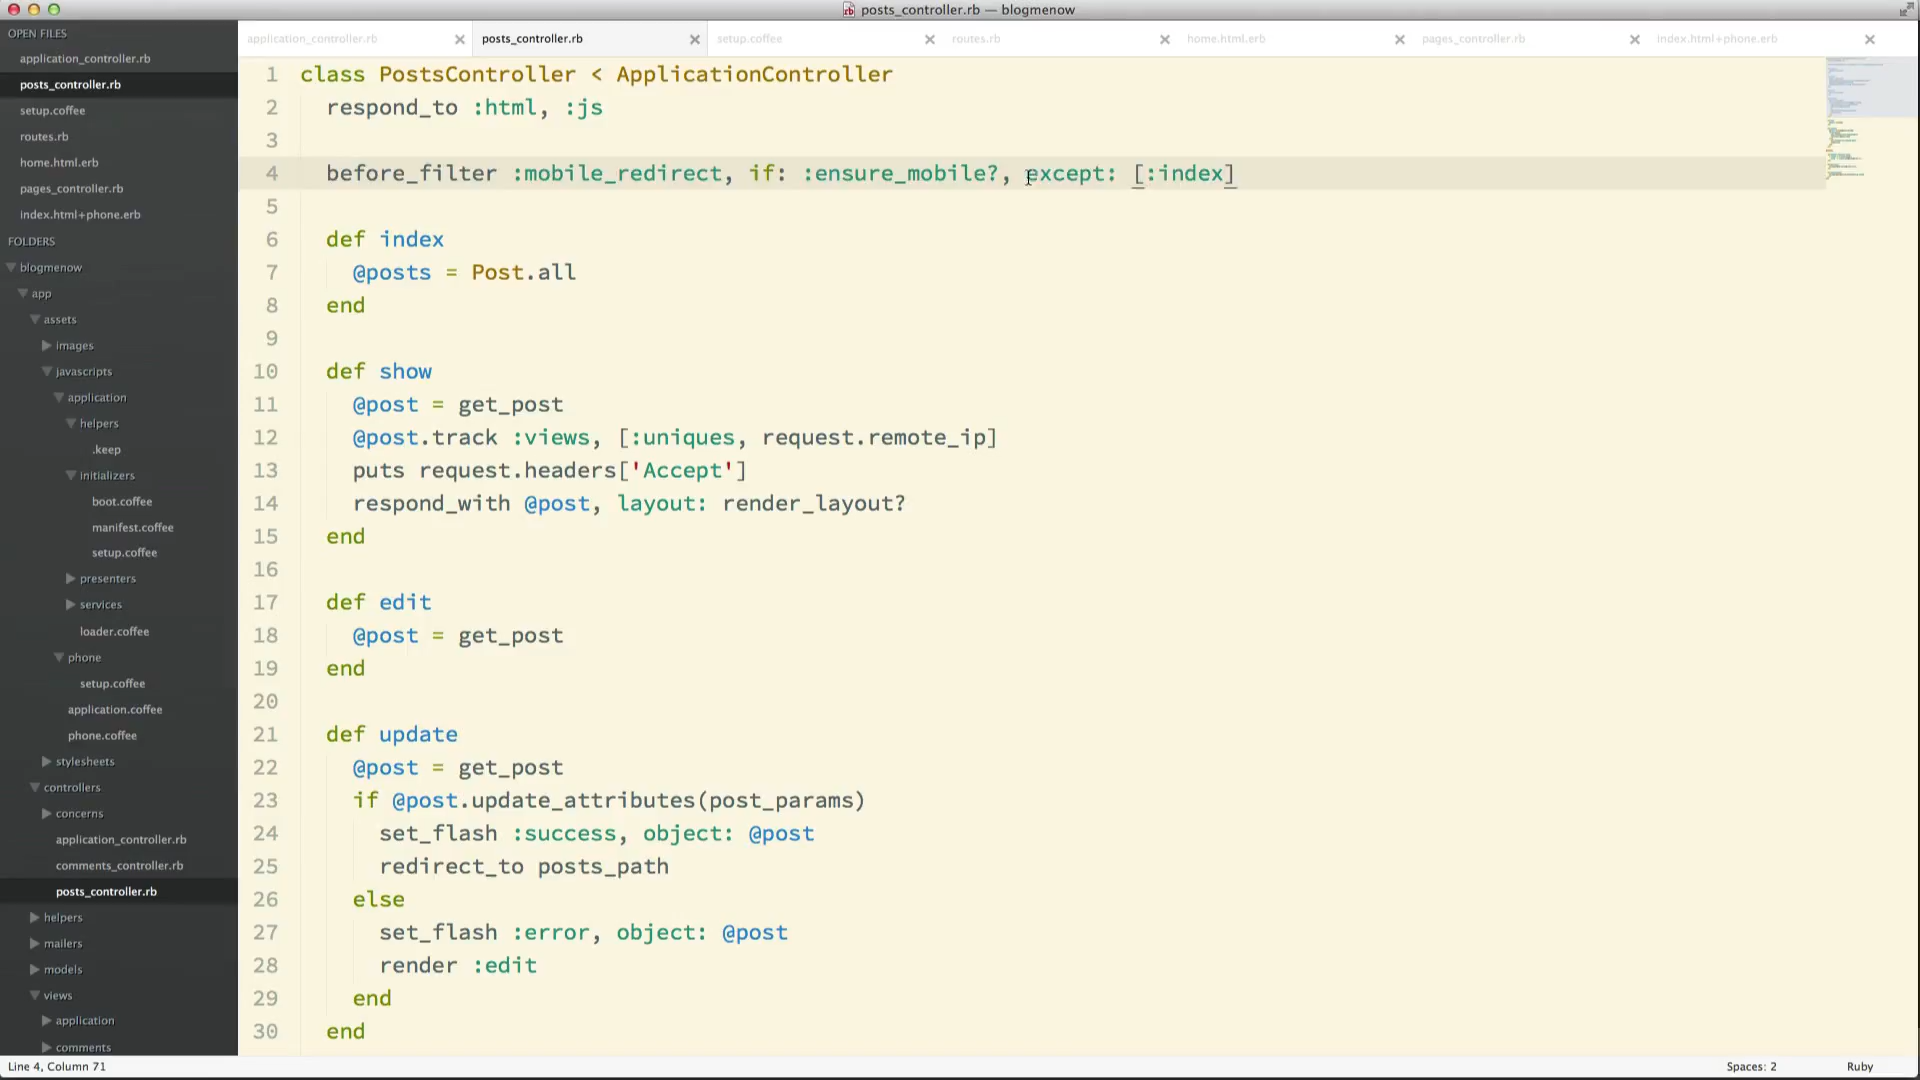 posts_controller.rb — blogmenow
OPEN FILES
application_controller.rb
posts_controller.rb
setup.coffee
routes.rb
home.html.erb
pages_controller.rb
index.html+phone.erb
FOLDERS
blogmenow
app
assets
images
javascripts
application
helpers
.keep
initializers
boot.coffee
manifest.coffee
setup.coffee
presenters
services
loader.coffee
phone
setup.coffee
application.coffee
phone.coffee
stylesheets
controllers
concerns
application_controller.rb
comments_controller.rb
posts_controller.rb
helpers
mailers
models
views
application
comments
application_controller.rb posts_controller.rb setup.coffee routes.rb home.html.erb pages_controller.rb index.html+phone.erb
1 class PostsController < ApplicationController
2 respond_to :html, :js
3
4 before_filter :mobile_redirect, if: :ensure_mobile?, except: [:index]
5
6 def index
7 @posts = Post.all
8 end
9
10 def show
11 @post = get_post
12 @post.track :views, [:uniques, request.remote_ip]
13 puts request.headers['Accept']
14 respond_with @post, layout: render_layout?
15 end
16
17 def edit
18 @post = get_post
19 end
20
21 def update
22 @post = get_post
23 if @post.update_attributes(post_params)
24 set_flash :success, object: @post
25 redirect_to posts_path
26 else
27 set_flash :error, object: @post
28 render :edit
29 end
30 end
Line 4, Column 71
Spaces: 2
Ruby